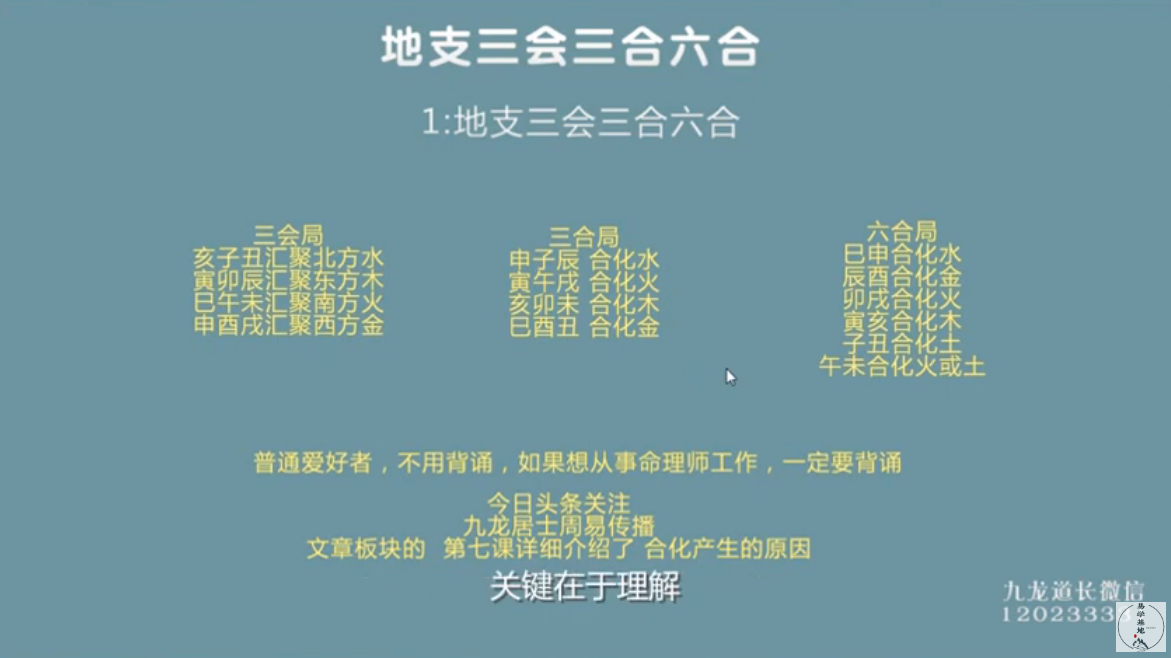 地支三会三合六合
1:地支三会三合六合
三会局
亥子丑汇聚北方水
寅卯辰汇聚东方木
巳午未汇聚南方火
申酉戌汇聚西方金
三合局
申子辰 合化水
寅午戌 合化火
亥卯未 合化木
巳酉丑 合化金
六合局
巳申合化水
辰酉合化金
卯戌合化火
寅亥合化木
子丑合化土
午未合化火或土
普通爱好者，不用背诵，如果想从事命理师工作，一定要背诵
今日头条关注
九龙居士周易传播
文章板块的 第七课详细介绍了 合化产生的原因
关键在于理解
九龙道长微信
1202333
易学基地